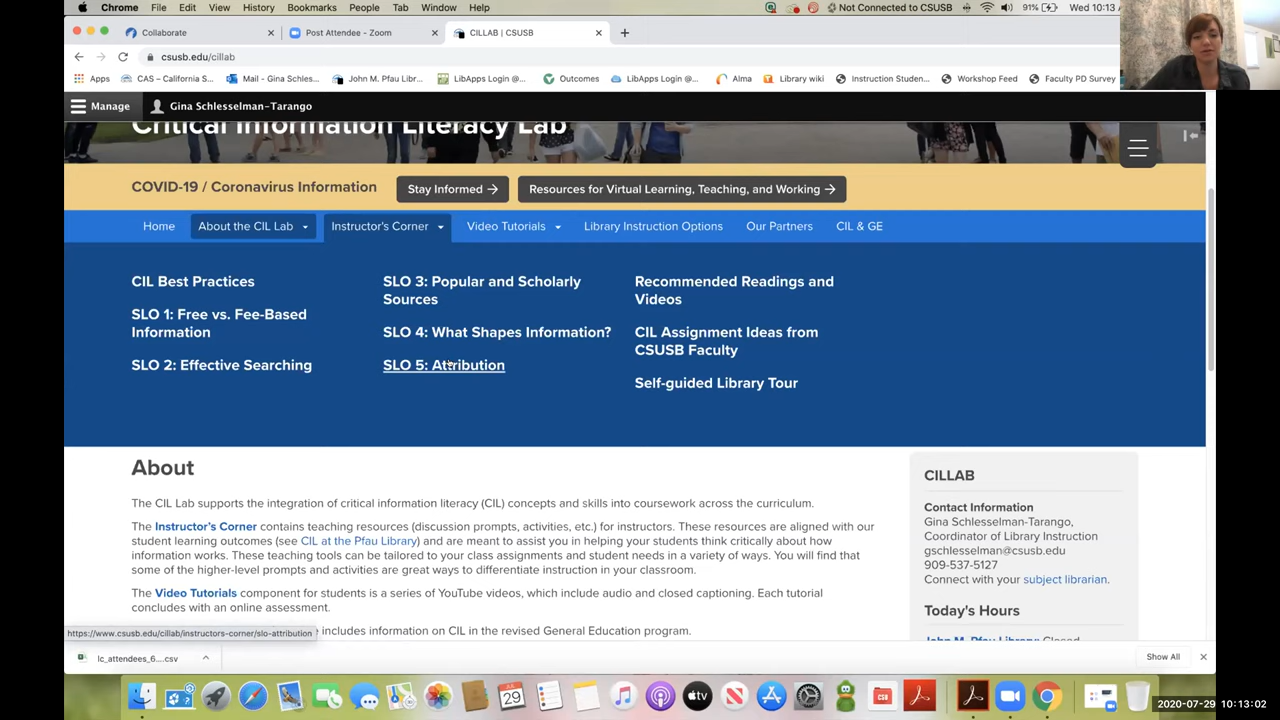 Chrome File Edit View History Bookmarks People Tab Window Help Not Connected to CSUSB 91% Wed 10:13 A
Collaborate Post Attendee - Zoom CILLAB | CSUSB
csusb.edu/cillab
Apps CAS – California S... Mail - Gina Schles... John M. Pfau Libr... LibApps Login @... Outcomes LibApps Login @... Alma Library wiki Instruction Studen... Workshop Feed Faculty PD Survey
Manage Gina Schlesselman-Tarango
Critical Information Literacy Lab
COVID-19 / Coronavirus Information Stay Informed → Resources for Virtual Learning, Teaching, and Working →
Home About the CIL Lab Instructor's Corner Video Tutorials Library Instruction Options Our Partners CIL & GE
CIL Best Practices
SLO 1: Free vs. Fee-Based
Information
SLO 2: Effective Searching
SLO 3: Popular and Scholarly
Sources
SLO 4: What Shapes Information?
SLO 5: Attribution
Recommended Readings and
Videos
CIL Assignment Ideas from
CSUSB Faculty
Self-guided Library Tour
About
The CIL Lab supports the integration of critical information literacy (CIL) concepts and skills into coursework across the curriculum.
The Instructor's Corner contains teaching resources (discussion prompts, activities, etc.) for instructors. These resources are aligned with our
student learning outcomes (see CIL at the Pfau Library) and are meant to assist you in helping your students think critically about how
information works. These teaching tools can be tailored to your class assignments and student needs in a variety of ways. You will find that
some of the higher-level prompts and activities are great ways to differentiate instruction in your classroom.
The Video Tutorials component for students is a series of YouTube videos, which include audio and closed captioning. Each tutorial
concludes with an online assessment.
includes information on CIL in the revised General Education program.
CILLAB
Contact Information
Gina Schlesselman-Tarango,
Coordinator of Library Instruction
gschlesselman@csusb.edu
909-537-5127
Connect with your subject librarian.
Today's Hours
John M. Pfau Library: Closed
https://www.csusb.edu/cillab/instructors-corner/slo-attribution
lc_attendees_6....csv Show All
JUL
29
tv
2020-07-29 10:13:02